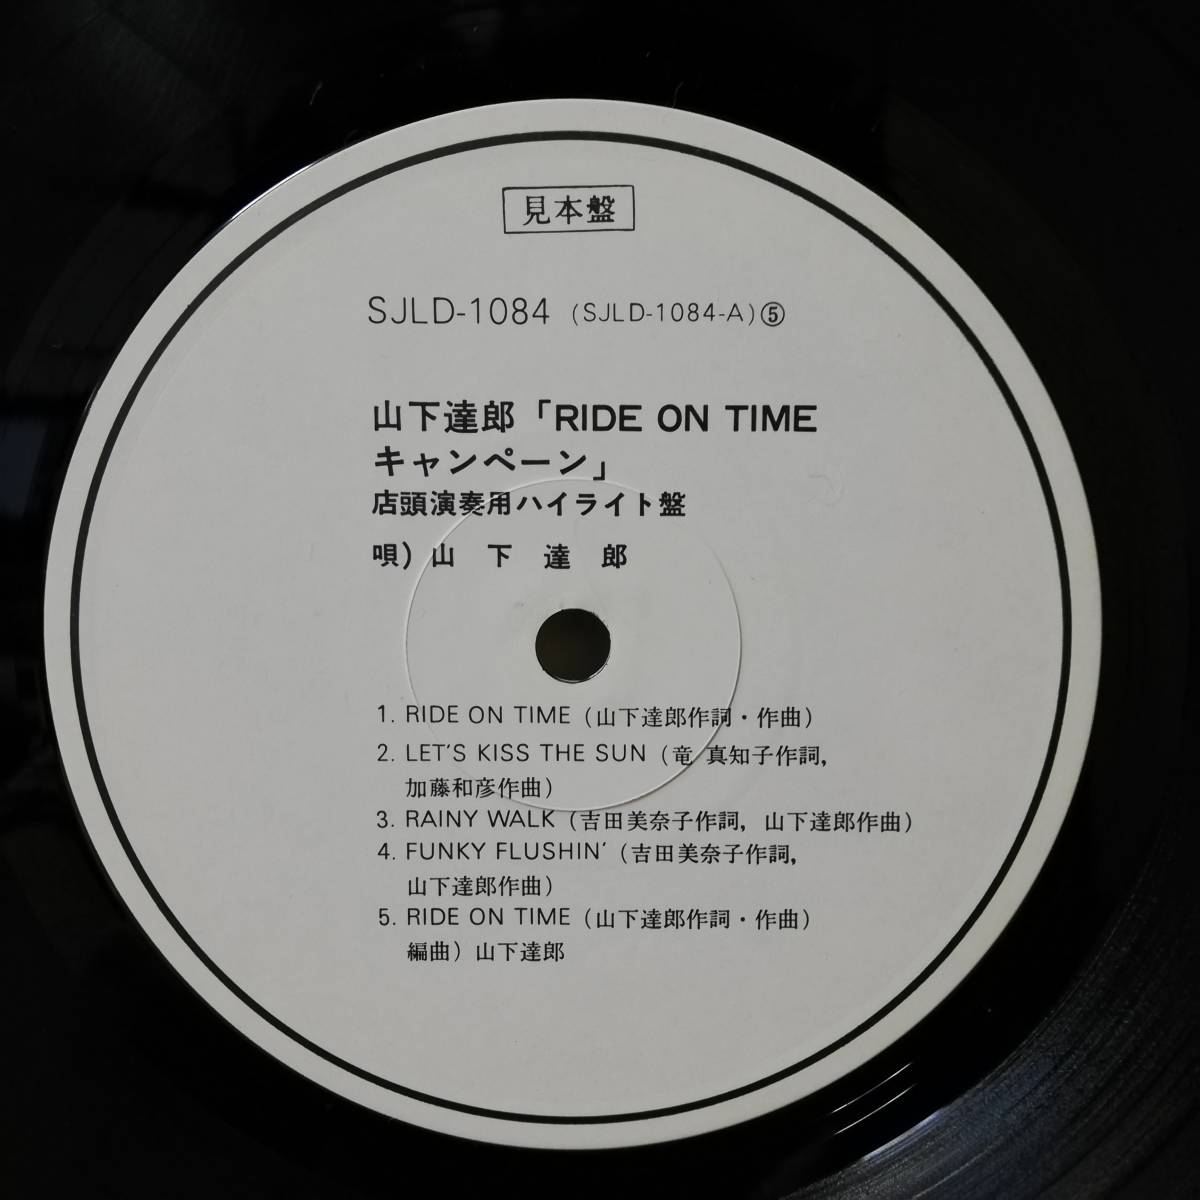 見本盤
SJLD-1084 (SJLD-1084-A)⑤
山下達郎「RIDE ON TIME
キャンペーン」
店頭演奏用ハイライト盤
唄）山 下 達 郎
1. RIDE ON TIME (山下達郎作詞・作曲)
2. LET'S KISS THE SUN (竜 真知子作詞,
加藤和彦作曲)
3. RAINY WALK (吉田美奈子作詞, 山下達郎作曲)
4. FUNKY FLUSHIN' (吉田美奈子作詞,
山下達郎作曲)
5. RIDE ON TIME (山下達郎作詞・作曲)
編曲）山下達郎